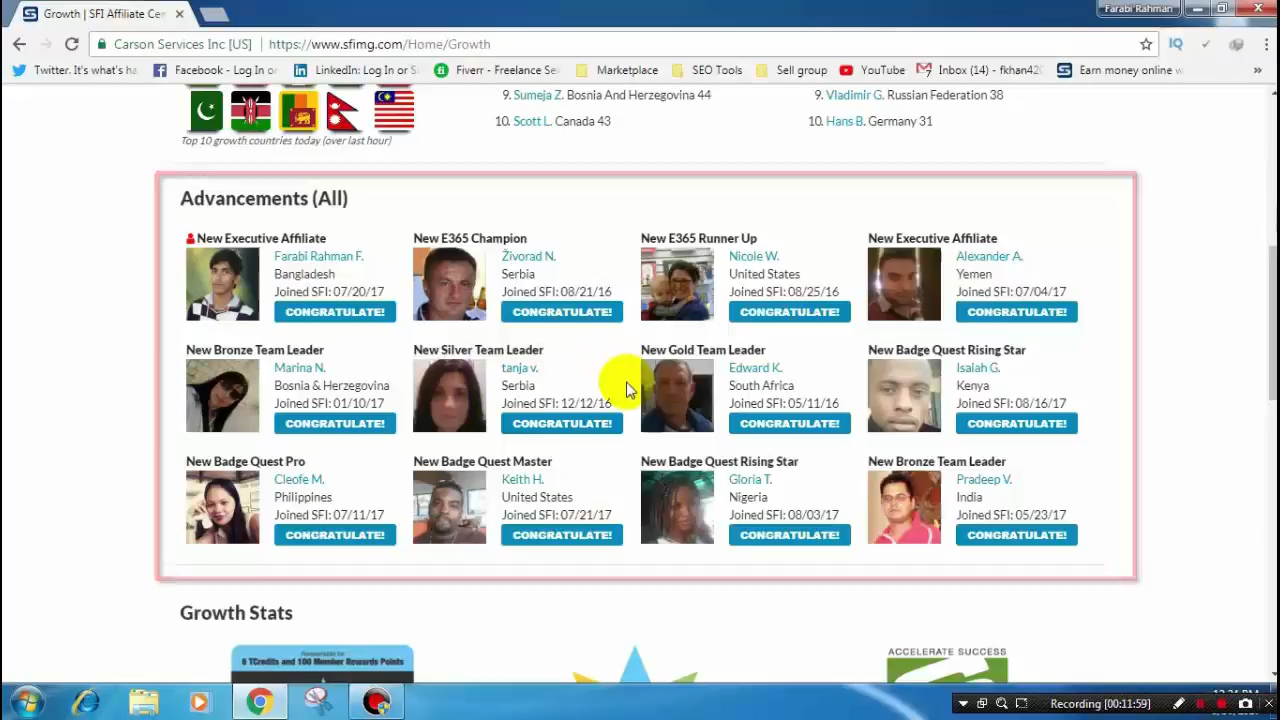 Growth | SFI Affiliate Cen
Farabi Rahman
Carson Services Inc [US] | https://www.sfimg.com/Home/Growth
Twitter. It's what's ha
Facebook - Log In or
LinkedIn: Log In or S
Fiverr - Freelance Se
Marketplace
SEO Tools
Sell group
YouTube
Inbox (14) - fkhan420
Earn money online w
9. Sumeja Z. Bosnia And Herzegovina 44
9. Vladimir G. Russian Federation 38
10. Scott L. Canada 43
10. Hans B. Germany 31
Top 10 growth countries today (over last hour)
Advancements (All)
New Executive Affiliate
Farabi Rahman F.
Bangladesh
Joined SFI: 07/20/17
CONGRATULATE!
New E365 Champion
Živorad N.
Serbia
Joined SFI: 08/21/16
CONGRATULATE!
New E365 Runner Up
Nicole W.
United States
Joined SFI: 08/25/16
CONGRATULATE!
New Executive Affiliate
Alexander A.
Yemen
Joined SFI: 07/04/17
CONGRATULATE!
New Bronze Team Leader
Marina N.
Bosnia & Herzegovina
Joined SFI: 01/10/17
CONGRATULATE!
New Silver Team Leader
tanja v.
Serbia
Joined SFI: 12/12/16
CONGRATULATE!
New Gold Team Leader
Edward K.
South Africa
Joined SFI: 05/11/16
CONGRATULATE!
New Badge Quest Rising Star
Isaiah G.
Kenya
Joined SFI: 08/16/17
CONGRATULATE!
New Badge Quest Pro
Cleofe M.
Philippines
Joined SFI: 07/11/17
CONGRATULATE!
New Badge Quest Master
Keith H.
United States
Joined SFI: 07/21/17
CONGRATULATE!
New Badge Quest Rising Star
Gloria T.
Nigeria
Joined SFI: 08/03/17
CONGRATULATE!
New Bronze Team Leader
Pradeep V.
India
Joined SFI: 05/23/17
CONGRATULATE!
Growth Stats
6 TCredits and 100 Member Rewards Points
ACCELERATE SUCCESS
Recording [00:11:59]